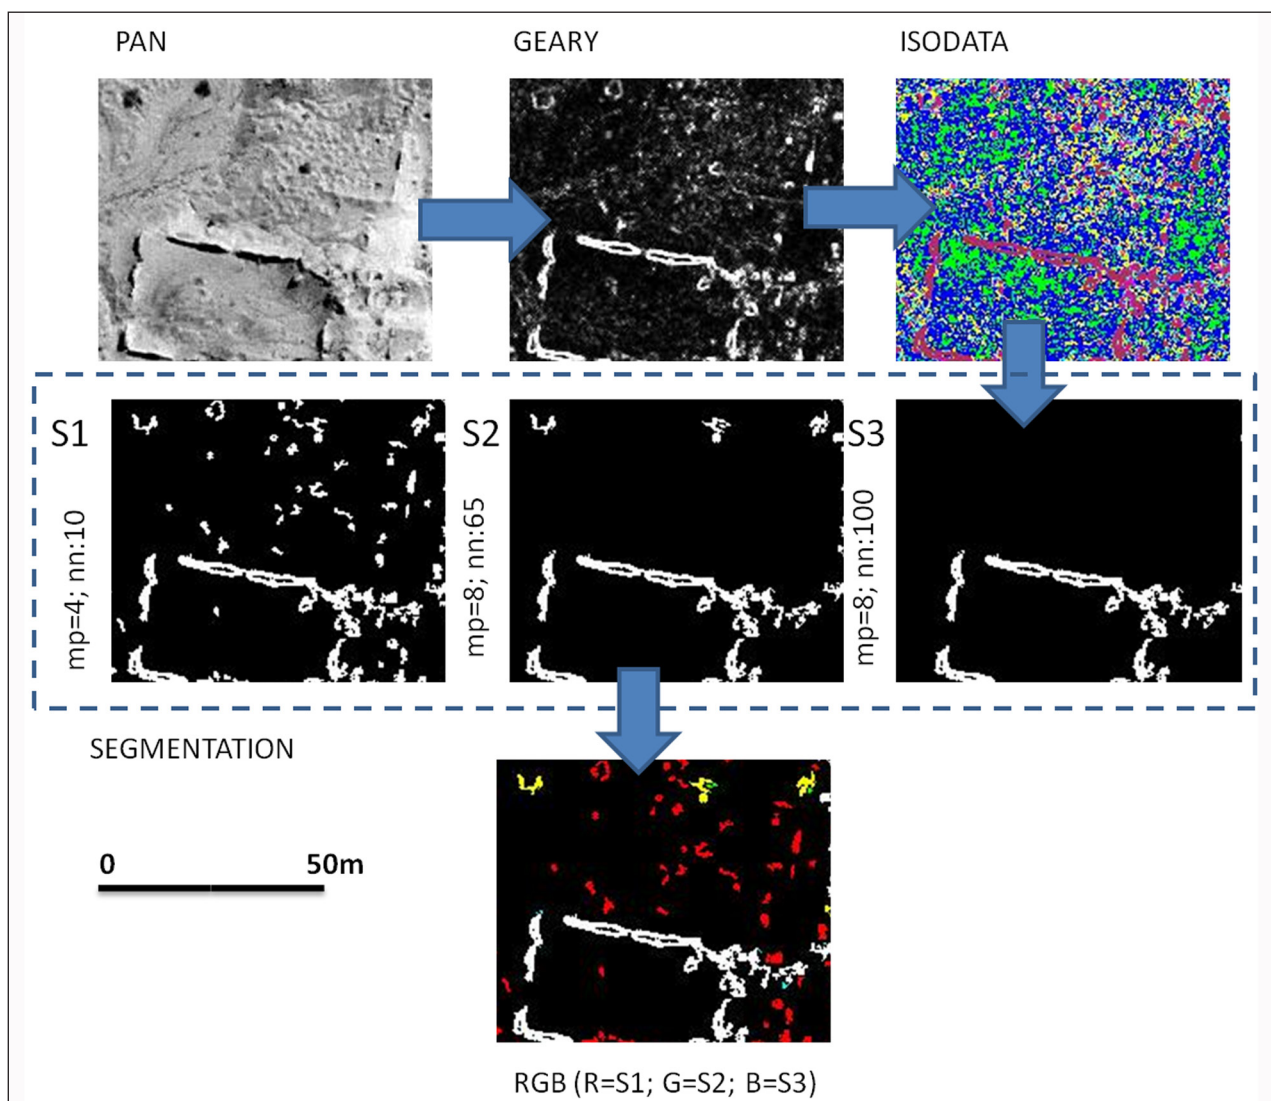 PAN
GEARY
ISODATA
S1
mp=4; nn:10
S2
mp=8; nn:65
S3
mp=8; nn:100
SEGMENTATION
0 50m
RGB (R=S1; G=S2; B=S3)